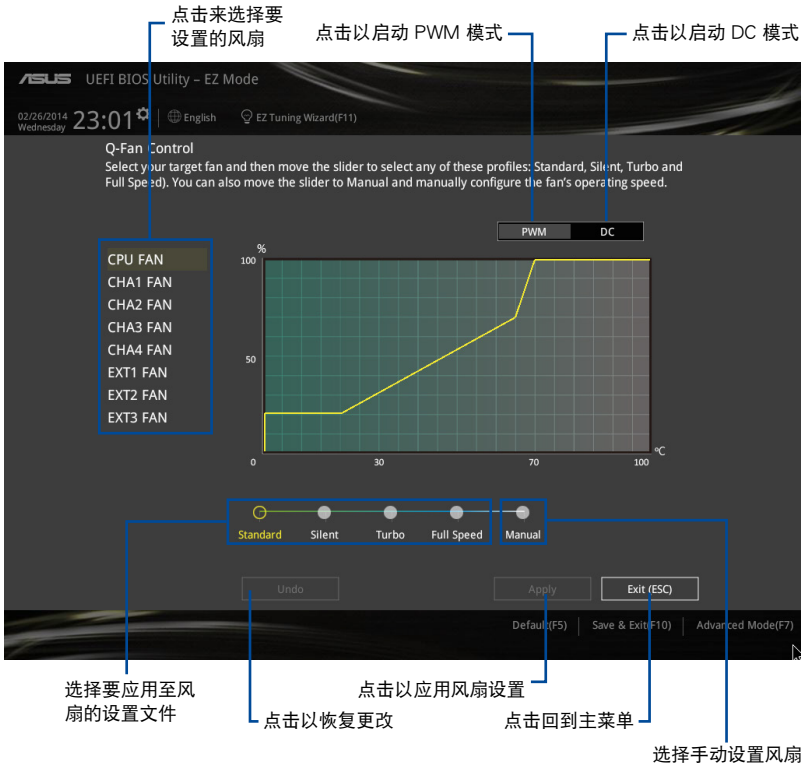 点击来选择要
设置的风扇
点击以启动 PWM 模式
点击以启动 DC 模式
ASUS UEFI BIOS Utility – EZ Mode
02/26/2014
Wednesday
23:01
English
EZ Tuning Wizard(F11)
Q-Fan Control
Select your target fan and then move the slider to select any of these profiles: Standard, Silent, Turbo and
Full Speed). You can also move the slider to Manual and manually configure the fan's operating speed.
PWM
DC
CPU FAN
CHA1 FAN
CHA2 FAN
CHA3 FAN
CHA4 FAN
EXT1 FAN
EXT2 FAN
EXT3 FAN
%
100
50
0
30
70
100
ºC
Standard
Silent
Turbo
Full Speed
Manual
Undo
Apply
Exit (ESC)
Default(F5)
Save & Exit(F10)
Advanced Mode(F7)
选择要应用至风
扇的设置文件
点击以恢复更改
点击以应用风扇设置
点击回到主菜单
选择手动设置风扇